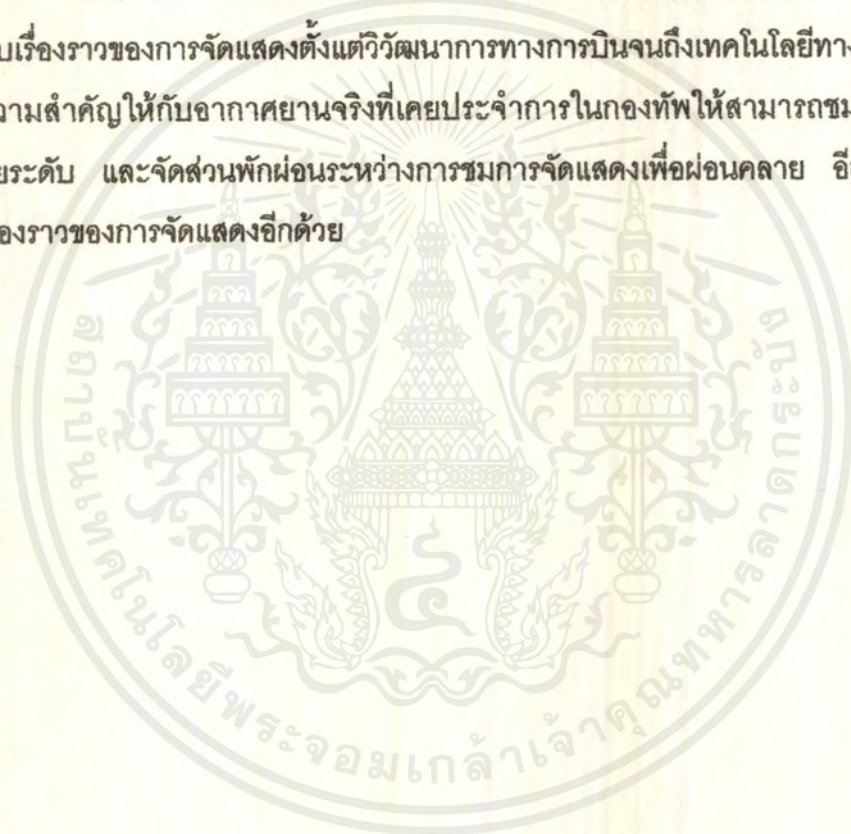 บเรื่องราวของการจัดแสดงตั้งแต่วิวัฒนาการทางการบินจนถึงเทคโนโลยีทาง
วามสำคัญให้กับอากาศยานจริงที่เคยประจำการในกองทัพให้สามารถชม
ยระดับ และจัดส่วนพักผ่อนระหว่างการชมการจัดแสดงเพื่อผ่อนคลาย อี
องราวของการจัดแสดงอีกด้วย
สถาบันเทคโนโลยีพระจอมเกล้าเจ้าคุณทหารลาดกระบัง
๔